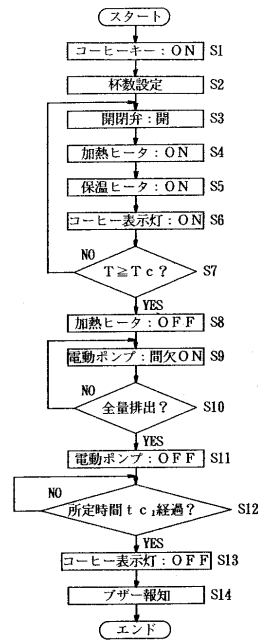 スタート
コーヒーキー:ON S1
杯数設定 S2
開閉弁:開 S3
加熱ヒータ:ON S4
保温ヒータ:ON S5
コーヒー表示灯:ON S6
NO
T≧Tc? S7
YES
加熱ヒータ:OFF S8
電動ポンプ:間欠ON S9
NO
全量排出? S10
YES
電動ポンプ:OFF S11
NO
所定時間tc₁経過? S12
YES
コーヒー表示灯:OFF S13
ブザー報知 S14
エンド